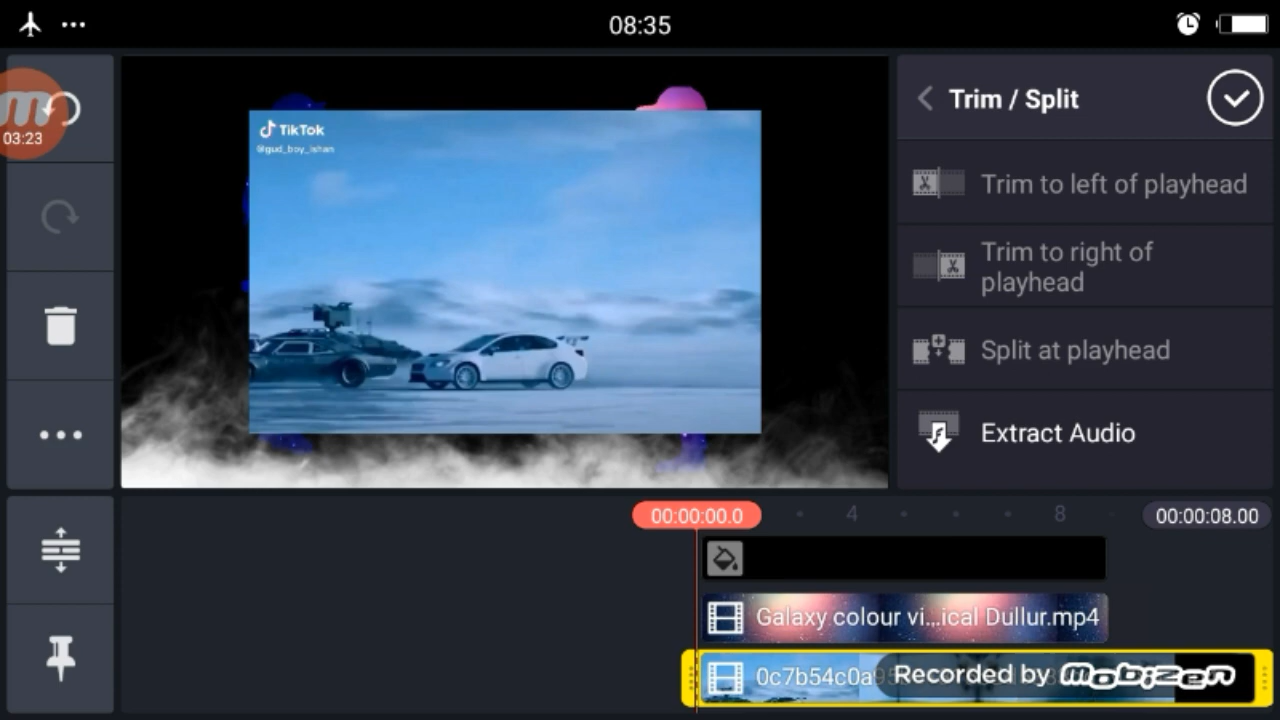 08:35
03:23
TikTok
@gud_boy_ishan
Trim / Split
Trim to left of playhead
Trim to right of
playhead
Split at playhead
Extract Audio
00:00:00.0
4
8
00:00:08.00
Galaxy colour vi...ical Dullur.mp4
0c7b54c0a9
Recorded by mobizen